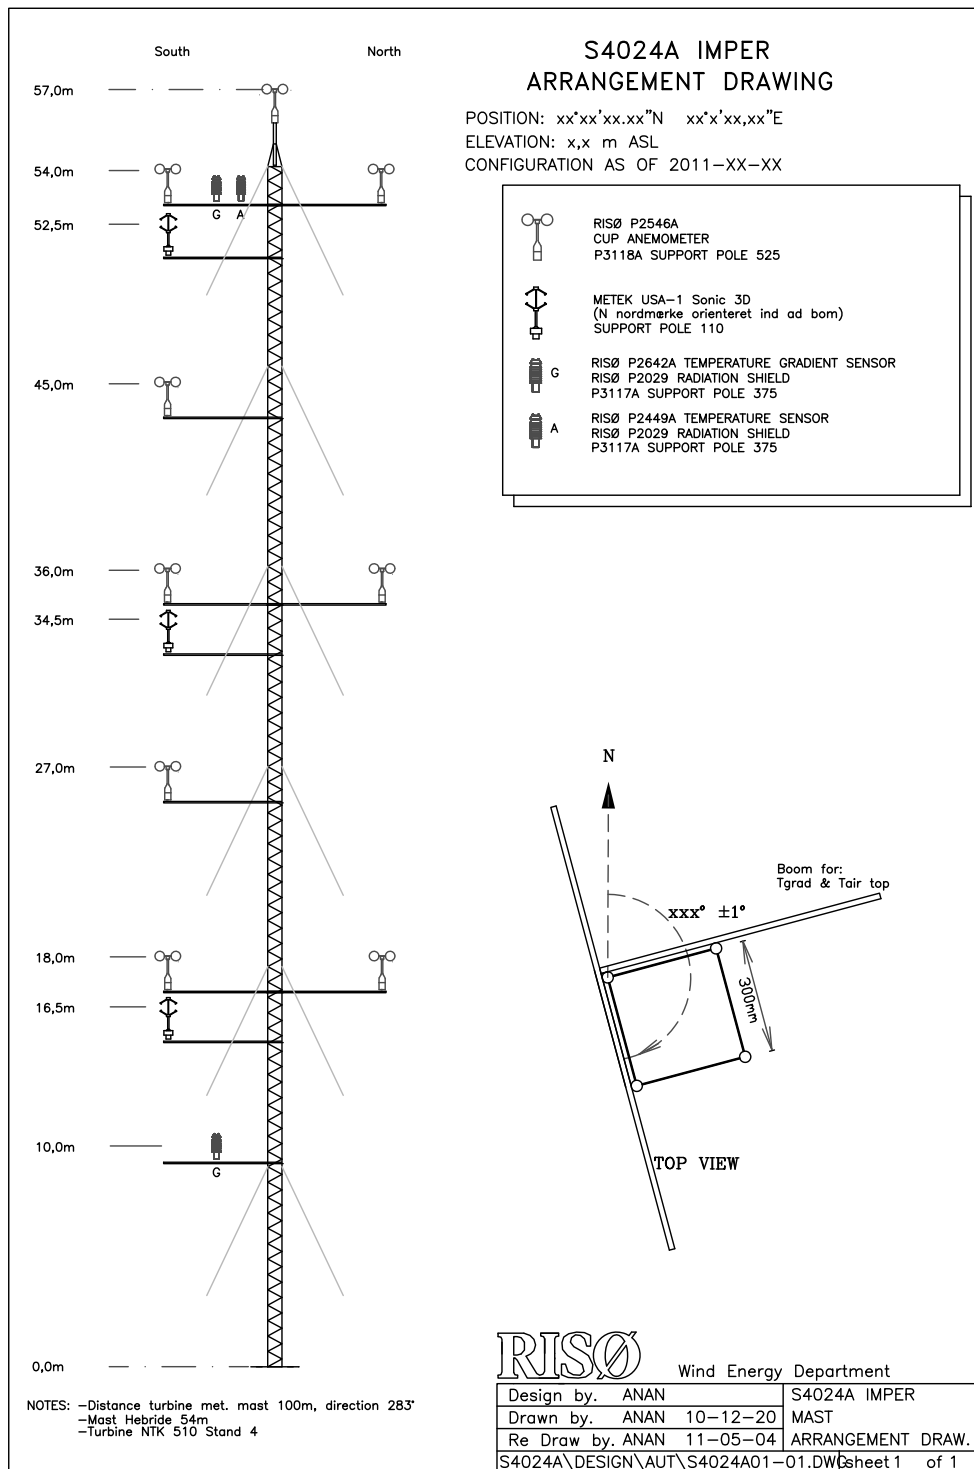 South
North
S4024A IMPER
ARRANGEMENT DRAWING
POSITION: xx°xx'xx.xx"N xx°x'xx,xx"E
ELEVATION: x,x m ASL
CONFIGURATION AS OF 2011-XX-XX
57,0m
54,0m
G A
52,5m
45,0m
36,0m
34,5m
27,0m
18,0m
16,5m
10,0m
G
0,0m
RISØ P2546A
CUP ANEMOMETER
P3118A SUPPORT POLE 525
METEK USA-1 Sonic 3D
(N nordmærke orienteret ind ad bom)
SUPPORT POLE 110
G
RISØ P2642A TEMPERATURE GRADIENT SENSOR
RISØ P2029 RADIATION SHIELD
P3117A SUPPORT POLE 375
A
RISØ P2449A TEMPERATURE SENSOR
RISØ P2029 RADIATION SHIELD
P3117A SUPPORT POLE 375
N
Boom for:
Tgrad & Tair top
xxx° ±1°
300mm
TOP VIEW
NOTES: -Distance turbine met. mast 100m, direction 283°
-Mast Hebride 54m
-Turbine NTK 510 Stand 4
RISØ
Wind Energy Department
Design by. ANAN S4024A IMPER
Drawn by. ANAN 10-12-20 MAST
Re Draw by. ANAN 11-05-04 ARRANGEMENT DRAW.
S4024A\DESIGN\AUT\S4024A01-01.DWG sheet 1 of 1